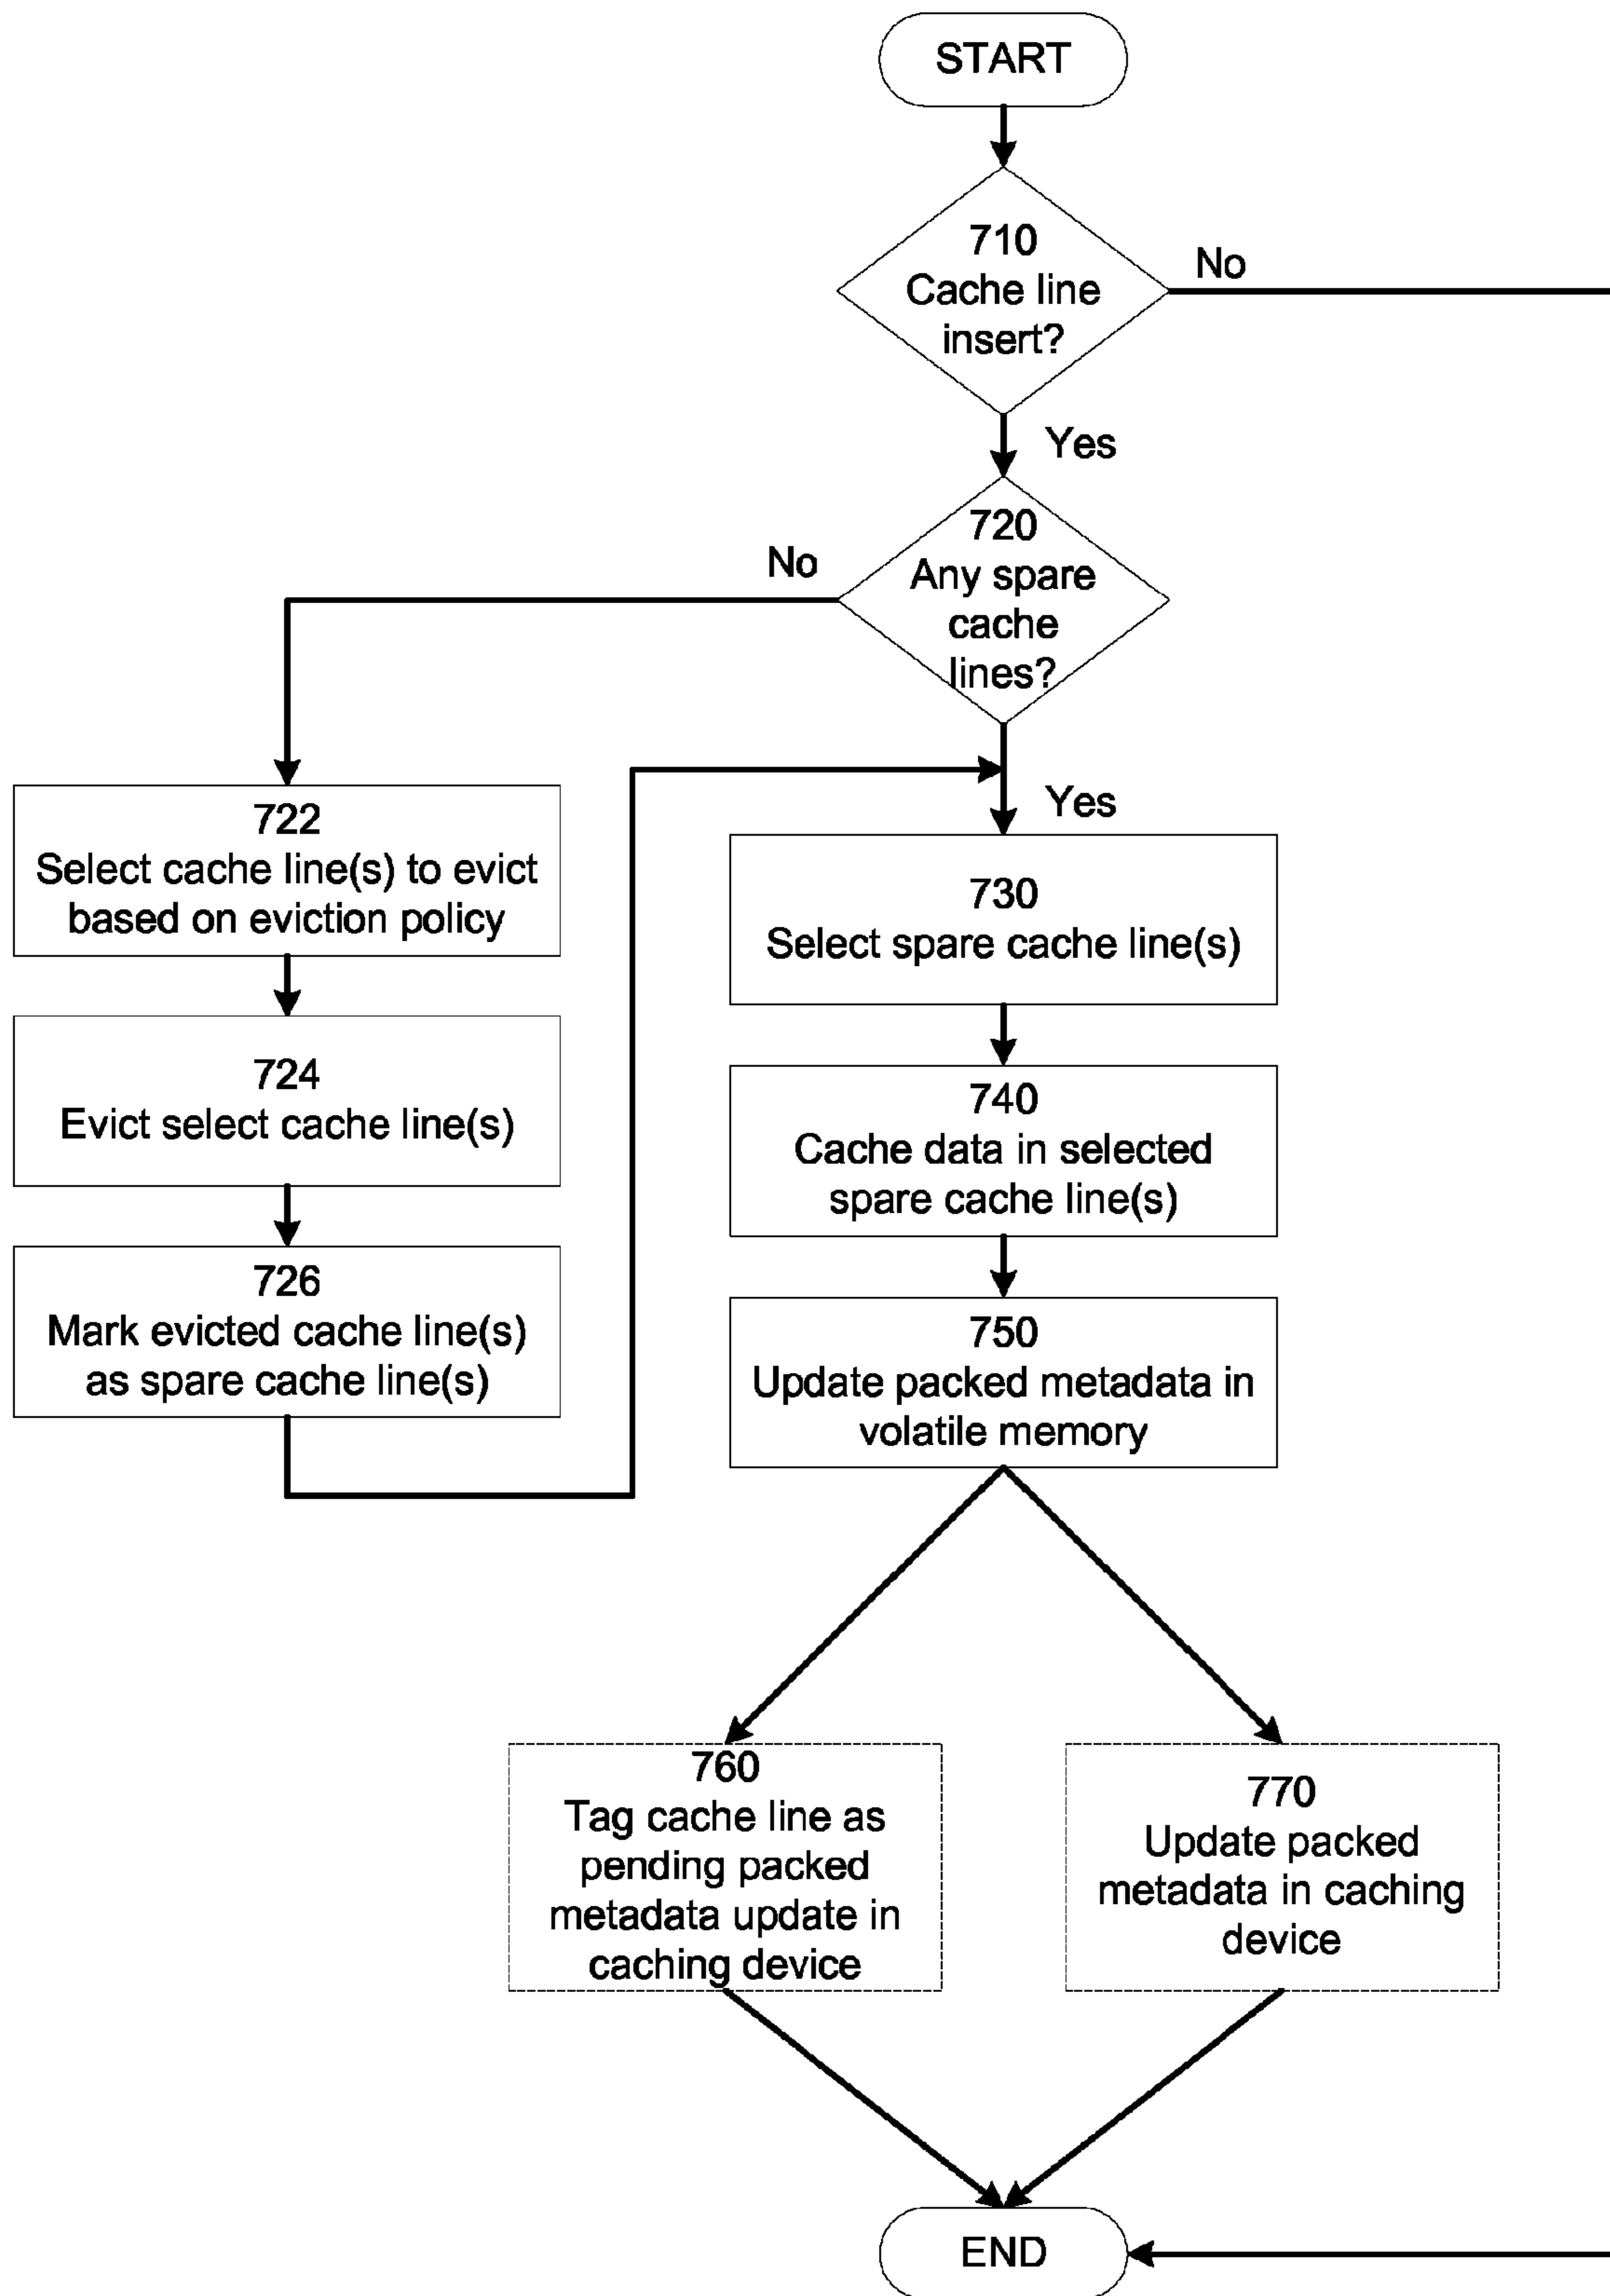 START
710
Cache line
insert?
No
Yes
720
Any spare
cache
lines?
No
Yes
722
Select cache line(s) to evict
based on eviction policy
724
Evict select cache line(s)
726
Mark evicted cache line(s)
as spare cache line(s)
730
Select spare cache line(s)
740
Cache data in selected
spare cache line(s)
750
Update packed metadata in
volatile memory
760
Tag cache line as
pending packed
metadata update in
caching device
770
Update packed
metadata in caching
device
END